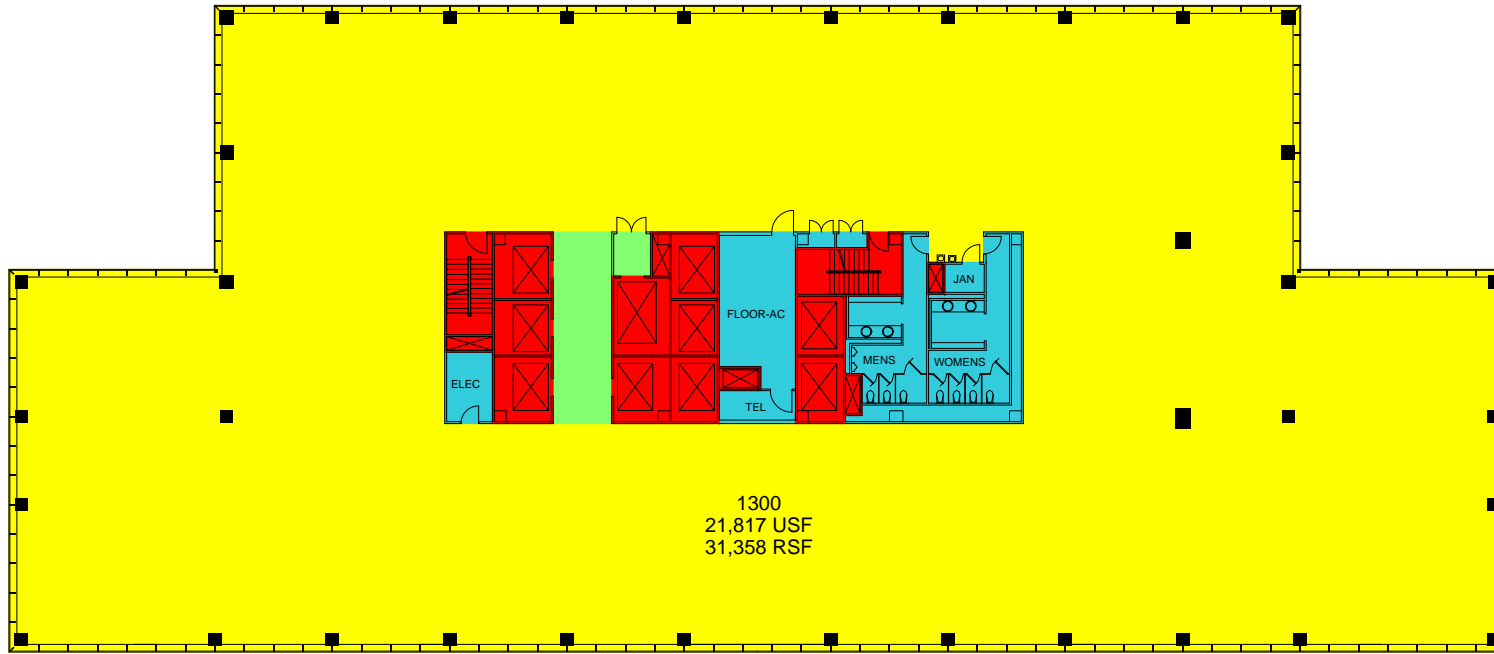 JAN
FLOOR-AC
MENS
WOMENS
ELEC
TEL
1300
21,817 USF
31,358 RSF